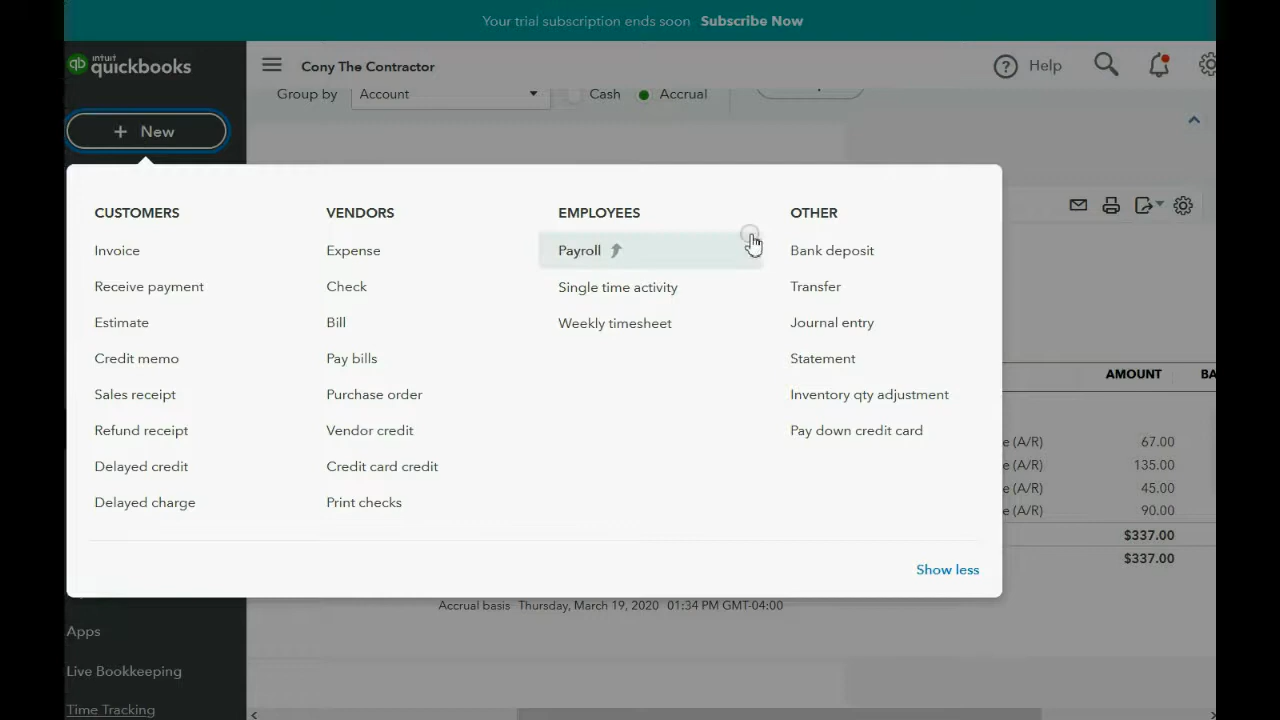 Your trial subscription ends soon Subscribe Now
intuit quickbooks
Cony The Contractor
Help
Group by Account Cash Accrual
+ New
CUSTOMERS VENDORS EMPLOYEES OTHER
Invoice Expense Payroll Bank deposit
Receive payment Check Single time activity Transfer
Estimate Bill Weekly timesheet Journal entry
Credit memo Pay bills Statement
Sales receipt Purchase order Inventory qty adjustment
Refund receipt Vendor credit Pay down credit card
Delayed credit Credit card credit
Delayed charge Print checks
Show less
AMOUNT BA
e (A/R) 67.00
e (A/R) 135.00
e (A/R) 45.00
e (A/R) 90.00
$337.00
$337.00
Accrual basis Thursday, March 19, 2020 01:34 PM GMT-04:00
Apps
Live Bookkeeping
Time Tracking